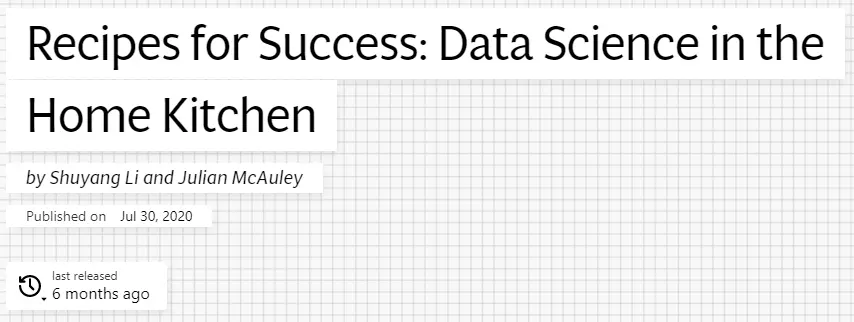 Recipes for Success: Data Science in the
Home Kitchen
by Shuyang Li and Julian McAuley
Published on Jul 30, 2020
last released
6 months ago